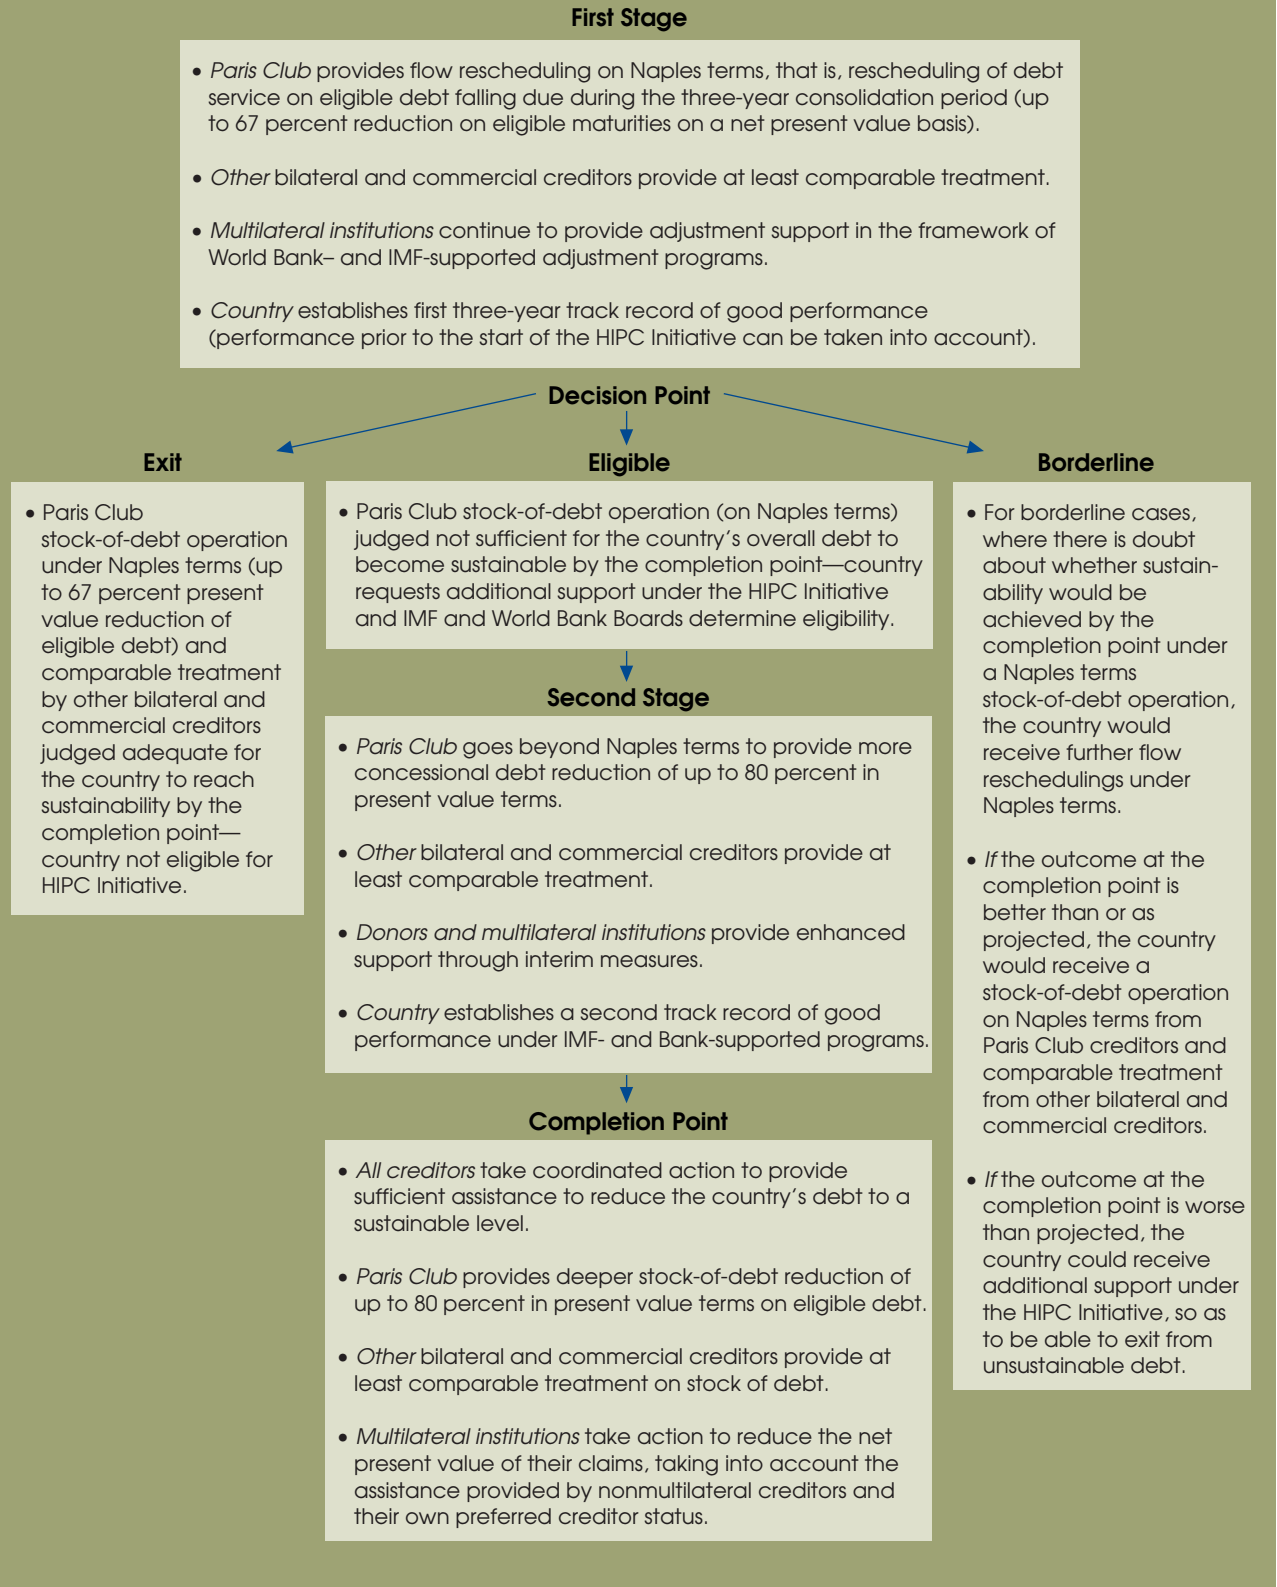 First Stage
• Paris Club provides flow rescheduling on Naples terms, that is, rescheduling of debt
service on eligible debt falling due during the three-year consolidation period (up
to 67 percent reduction on eligible maturities on a net present value basis).
• Other bilateral and commercial creditors provide at least comparable treatment.
• Multilateral institutions continue to provide adjustment support in the framework of
World Bank– and IMF-supported adjustment programs.
• Country establishes first three-year track record of good performance
(performance prior to the start of the HIPC Initiative can be taken into account).
Decision Point
Exit
• Paris Club
stock-of-debt operation
under Naples terms (up
to 67 percent present
value reduction of
eligible debt) and
comparable treatment
by other bilateral and
commercial creditors
judged adequate for
the country to reach
sustainability by the
completion point—
country not eligible for
HIPC Initiative.
Eligible
• Paris Club stock-of-debt operation (on Naples terms)
judged not sufficient for the country's overall debt to
become sustainable by the completion point—country
requests additional support under the HIPC Initiative
and IMF and World Bank Boards determine eligibility.
Second Stage
• Paris Club goes beyond Naples terms to provide more
concessional debt reduction of up to 80 percent in
present value terms.
• Other bilateral and commercial creditors provide at
least comparable treatment.
• Donors and multilateral institutions provide enhanced
support through interim measures.
• Country establishes a second track record of good
performance under IMF- and Bank-supported programs.
Completion Point
• All creditors take coordinated action to provide
sufficient assistance to reduce the country's debt to a
sustainable level.
• Paris Club provides deeper stock-of-debt reduction of
up to 80 percent in present value terms on eligible debt.
• Other bilateral and commercial creditors provide at
least comparable treatment on stock of debt.
• Multilateral institutions take action to reduce the net
present value of their claims, taking into account the
assistance provided by nonmultilateral creditors and
their own preferred creditor status.
Borderline
• For borderline cases,
where there is doubt
about whether sustain-
ability would be
achieved by the
completion point under
a Naples terms
stock-of-debt operation,
the country would
receive further flow
reschedulings under
Naples terms.
• If the outcome at the
completion point is
better than or as
projected, the country
would receive a
stock-of-debt operation
on Naples terms from
Paris Club creditors and
comparable treatment
from other bilateral and
commercial creditors.
• If the outcome at the
completion point is worse
than projected, the
country could receive
additional support under
the HIPC Initiative, so as
to be able to exit from
unsustainable debt.